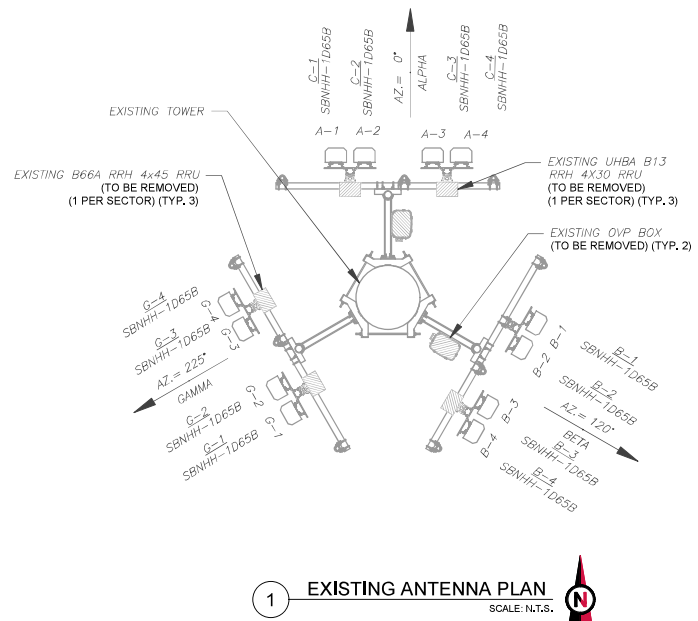 C-1
SBNHH-1D65B
C-2
SBNHH-1D65B
AZ.= 0°
ALPHA
C-3
SBNHH-1D65B
C-4
SBNHH-1D65B
EXISTING TOWER
A-1
A-2
A-3
A-4
EXISTING B66A RRH 4x45 RRU
(TO BE REMOVED)
(1 PER SECTOR) (TYP. 3)
EXISTING UHBA B13
RRH 4X30 RRU
(TO BE REMOVED)
(1 PER SECTOR) (TYP. 3)
EXISTING OVP BOX
(TO BE REMOVED) (TYP. 2)
G-4
SBNHH-1D65B
G-4
G-3
SBNHH-1D65B
G-3
AZ.= 225°
GAMMA
G-2
SBNHH-1D65B
G-2
G-1
SBNHH-1D65B
G-1
B-1
B-1
SBNHH-1D65B
B-2
B-2
SBNHH-1D65B
AZ.= 120°
BETA
B-3
B-3
SBNHH-1D65B
B-4
B-4
SBNHH-1D65B
1
EXISTING ANTENNA PLAN
SCALE: N.T.S.
N